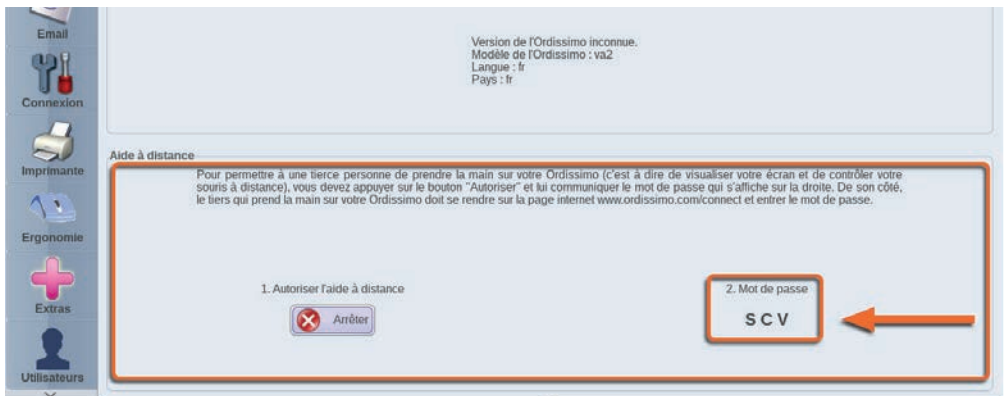 Email
Connexion
Imprimante
Ergonomie
Extras
Utilisateurs
Version de l'Ordissimo inconnue.
Modèle de l'Ordissimo : va2
Langue : fr
Pays : fr
Aide à distance
Pour permettre à une tierce personne de prendre la main sur votre Ordissimo (c'est à dire de visualiser votre écran et de contrôler votre
souris à distance), vous devez appuyer sur le bouton "Autoriser" et lui communiquer le mot de passe qui s'affiche sur la droite. De son côté,
le tiers qui prend la main sur votre Ordissimo doit se rendre sur la page internet www.ordissimo.com/connect et entrer le mot de passe.
1. Autoriser l'aide à distance
Arrêter
2. Mot de passe
S C V